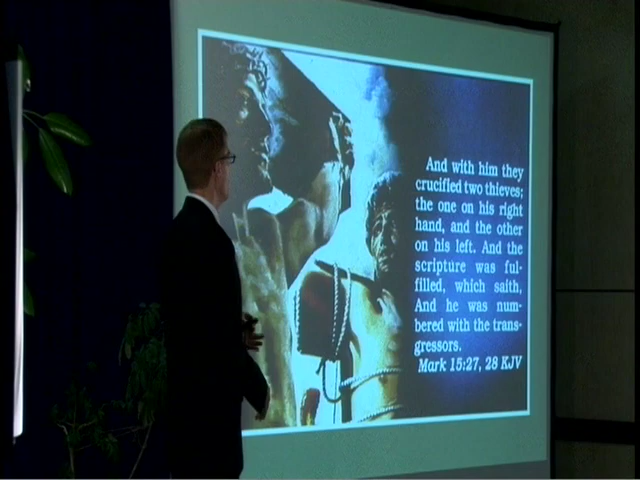 And with him they
crucified two thieves;
the one on his right
hand, and the other
on his left. And the
scripture was ful-
filled, which saith,
And he was num-
bered with the trans-
gressors.
Mark 15:27, 28 KJV